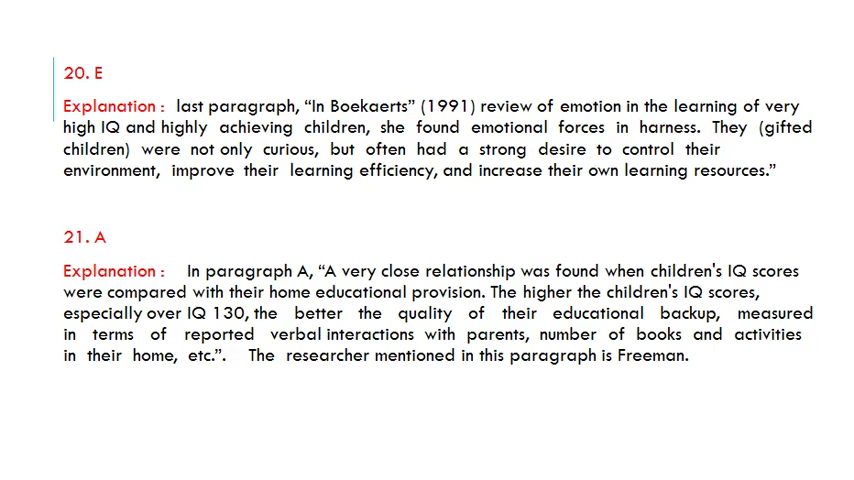 20. E
Explanation : last paragraph, “In Boekaerts” (1991) review of emotion in the learning of very
high IQ and highly achieving children, she found emotional forces in harness. They (gifted
children) were not only curious, but often had a strong desire to control their
environment, improve their learning efficiency, and increase their own learning resources.”
21. A
Explanation : In paragraph A, “A very close relationship was found when children's IQ scores
were compared with their home educational provision. The higher the children's IQ scores,
especially over IQ 130, the better the quality of their educational backup, measured
in terms of reported verbal interactions with parents, number of books and activities
in their home, etc.”. The researcher mentioned in this paragraph is Freeman.